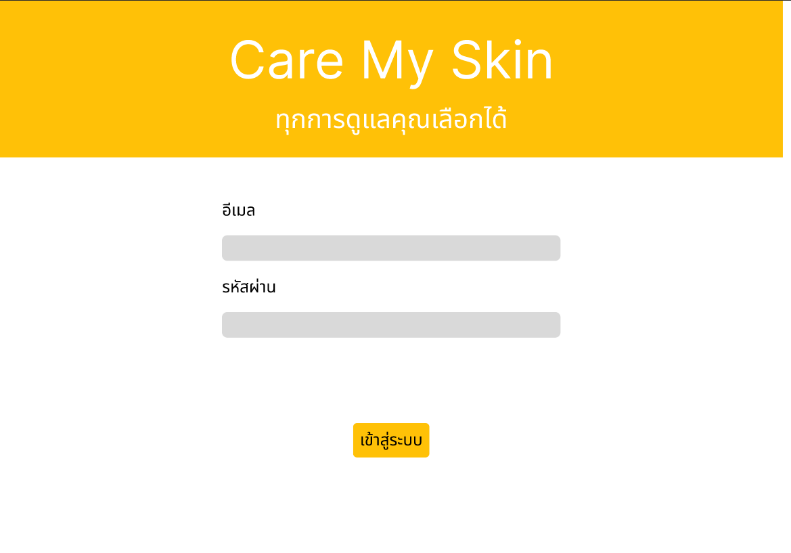 Care My Skin
ทุกการดูแลคุณเลือกได้
อีเมล
รหัสผ่าน
เข้าสู่ระบบ